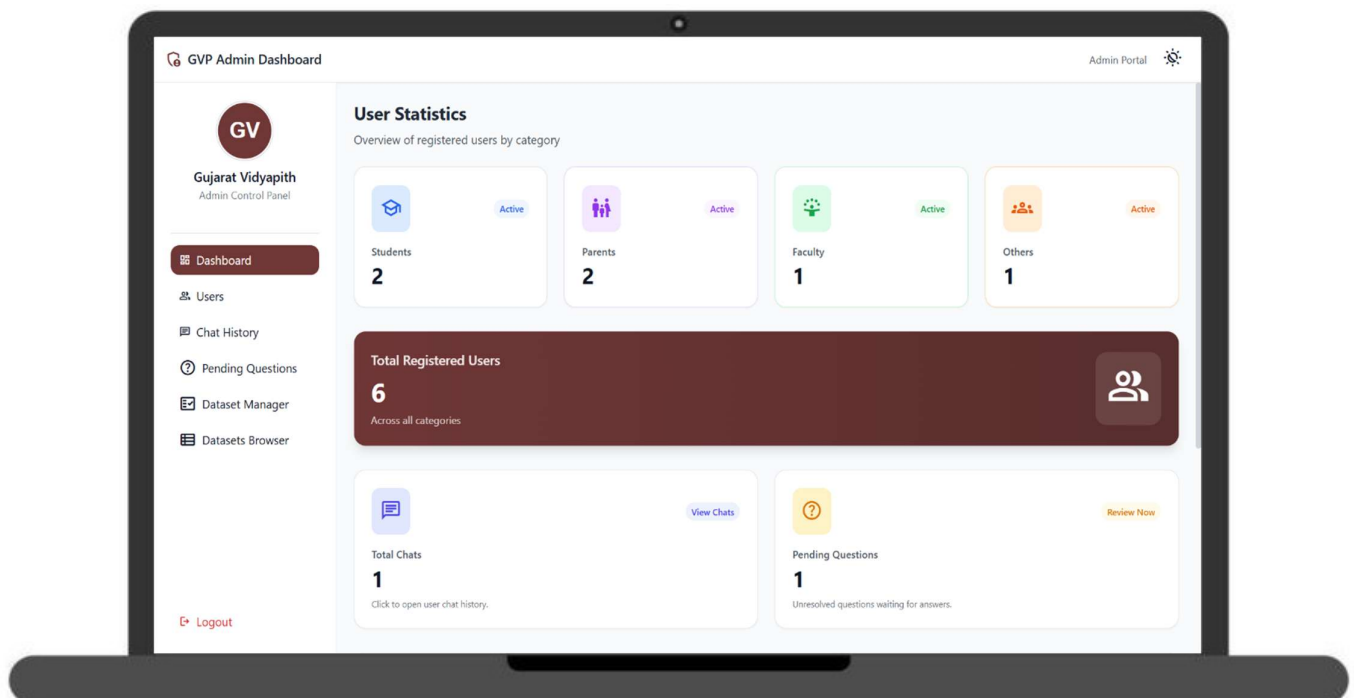 GVP Admin Dashboard
Admin Portal
GV
Gujarat Vidyapith
Admin Control Panel
Dashboard
Users
Chat History
Pending Questions
Dataset Manager
Datasets Browser
Logout
User Statistics
Overview of registered users by category
Active
Students
2
Active
Parents
2
Active
Faculty
1
Active
Others
1
Total Registered Users
6
Across all categories
View Chats
Total Chats
1
Click to open user chat history.
Review Now
Pending Questions
1
Unresolved questions waiting for answers.